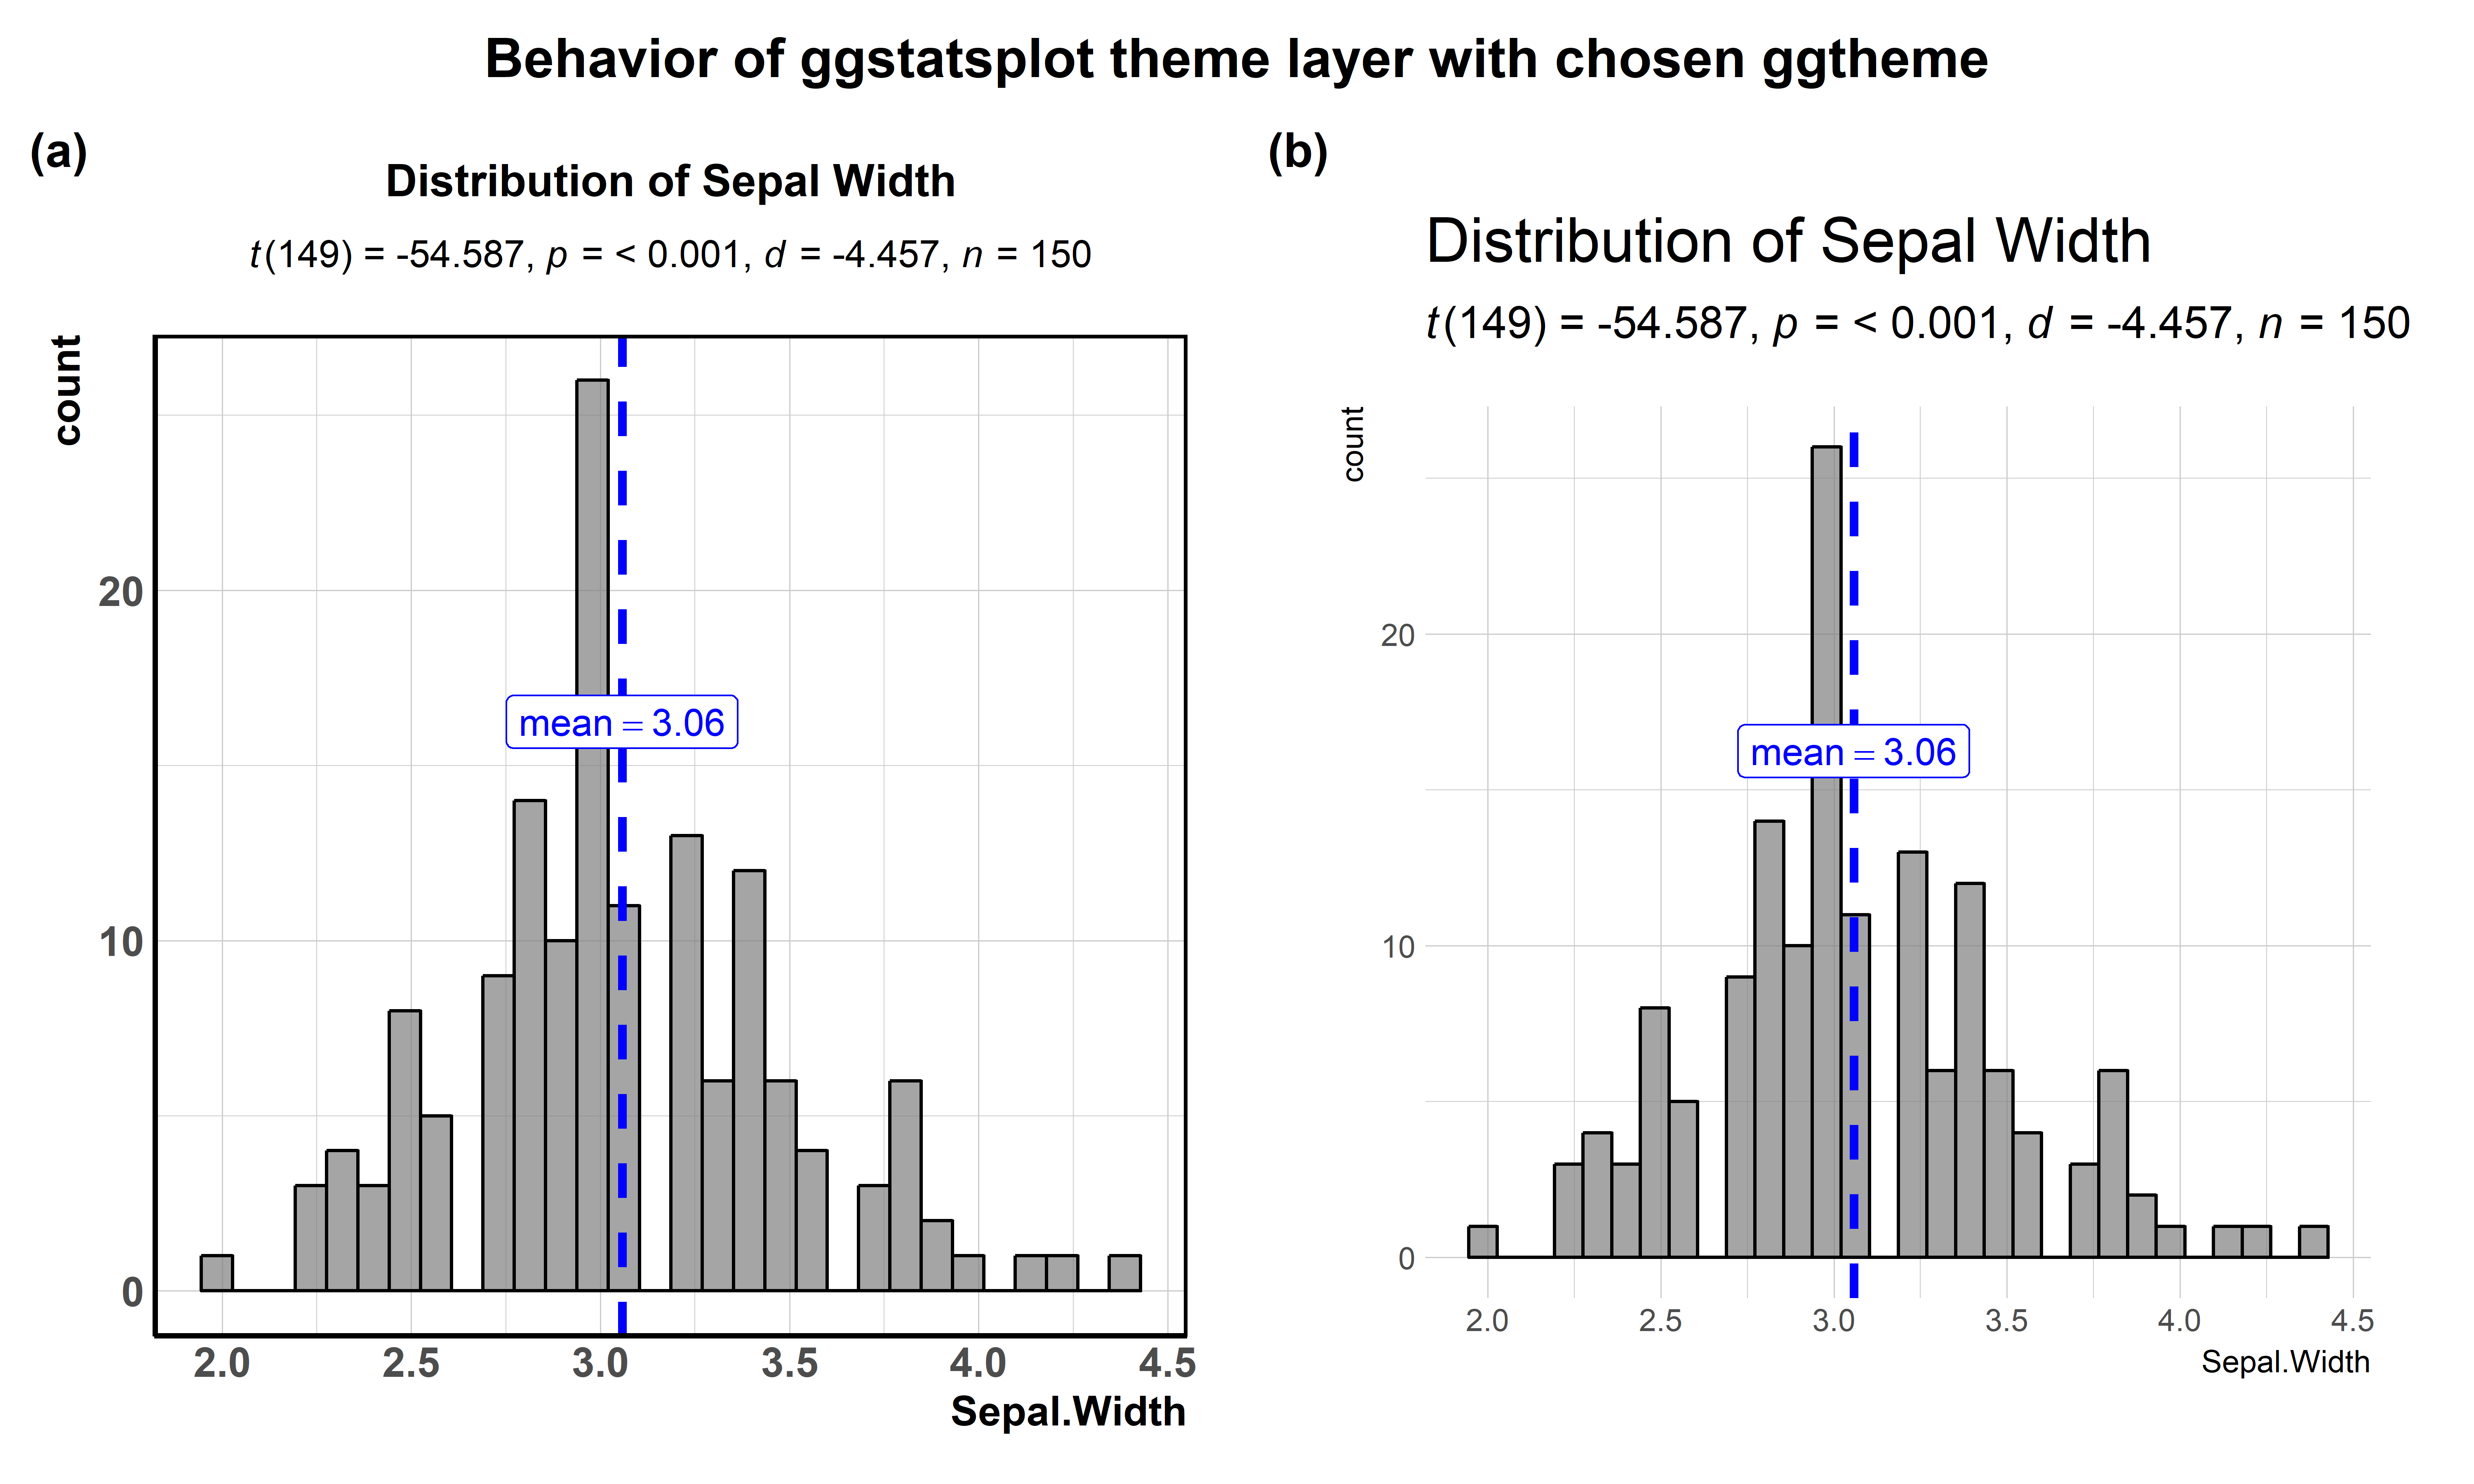 Behavior of ggstatsplot theme layer with chosen ggtheme
(a)
Distribution of Sepal Width
t(149) = -54.587, p = < 0.001, d = -4.457, n = 150
count
20
10
0
mean = 3.06
2.0 2.5 3.0 3.5 4.0 4.5
Sepal.Width
(b)
Distribution of Sepal Width
t(149) = -54.587, p = < 0.001, d = -4.457, n = 150
count
20
10
0
mean = 3.06
2.0 2.5 3.0 3.5 4.0 4.5
Sepal.Width